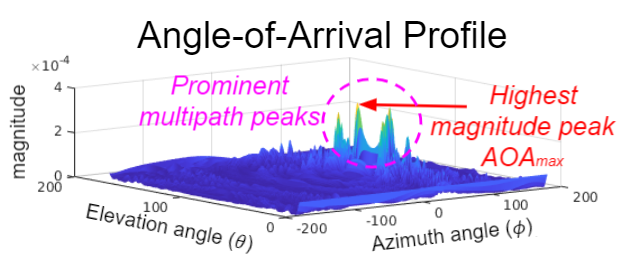 Angle-of-Arrival Profile
×10⁻⁴
4
2
0
magnitude
Prominent
multipath peaks
Highest
magnitude peak
AOAmax
200
100
0
Elevation angle (θ)
-200
-100
0
100
200
Azimuth angle (ϕ)